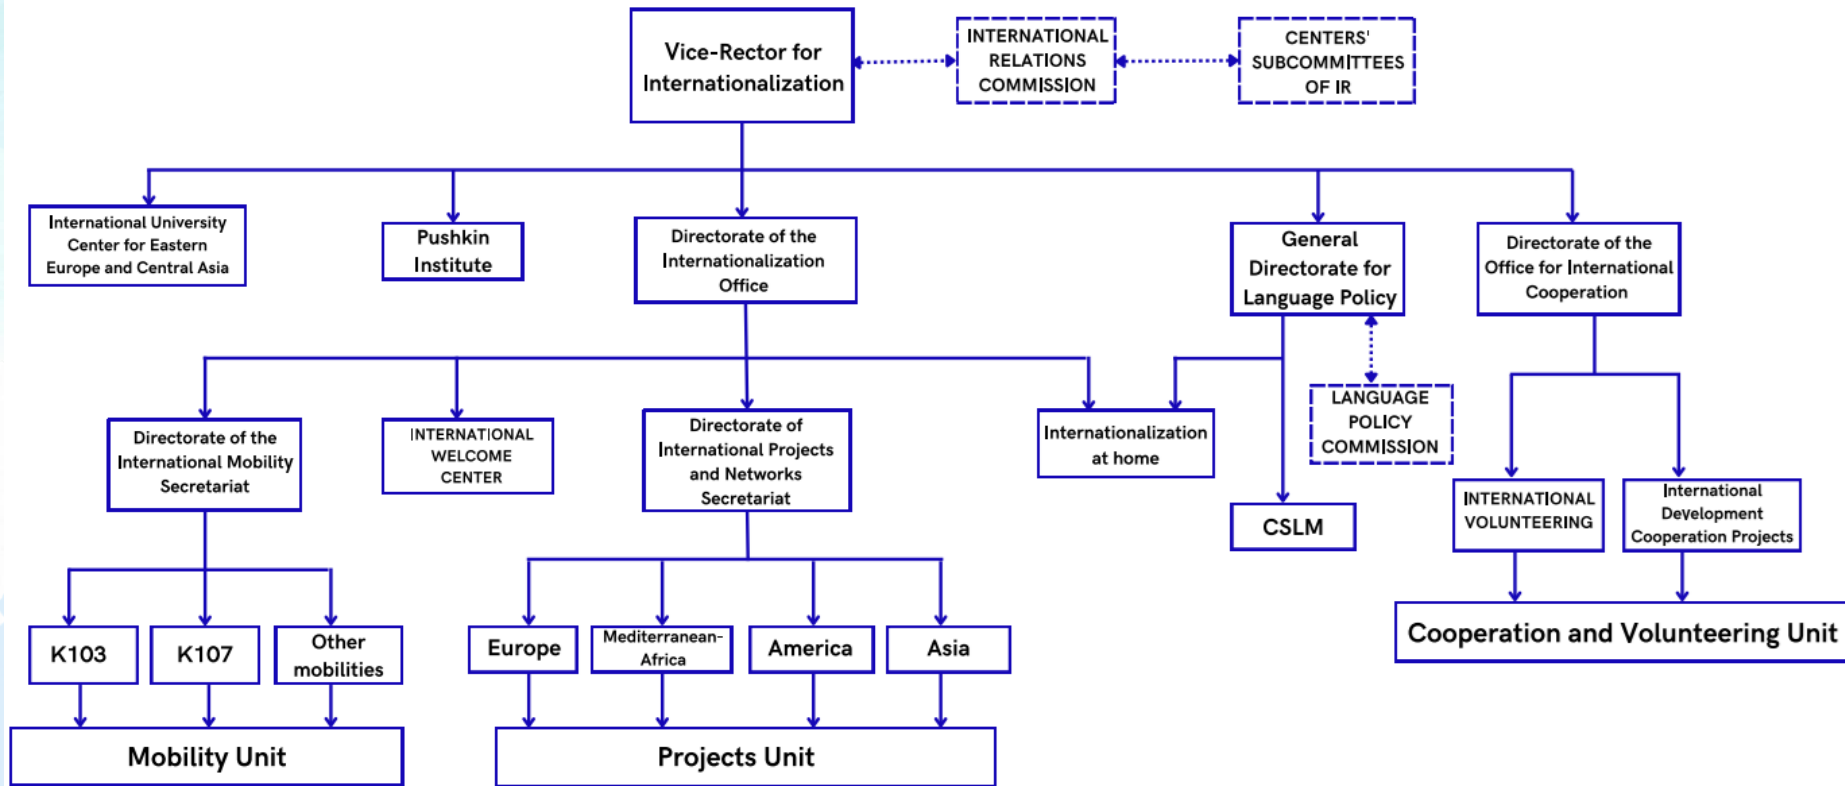 Vice-Rector for
Internationalization
INTERNATIONAL
RELATIONS
COMMISSION
CENTERS'
SUBCOMMITTEES
OF IR
International University
Center for Eastern
Europe and Central Asia
Pushkin
Institute
Directorate of the
Internationalization
Office
General
Directorate for
Language Policy
Directorate of the
Office for International
Cooperation
Directorate of the
International Mobility
Secretariat
INTERNATIONAL
WELCOME
CENTER
Directorate of
International Projects
and Networks
Secretariat
Internationalization
at home
LANGUAGE
POLICY
COMMISSION
CSLM
INTERNATIONAL
VOLUNTEERING
International
Development
Cooperation Projects
K103
K107
Other
mobilities
Europe
Mediterranean-
Africa
America
Asia
Cooperation and Volunteering Unit
Mobility Unit
Projects Unit